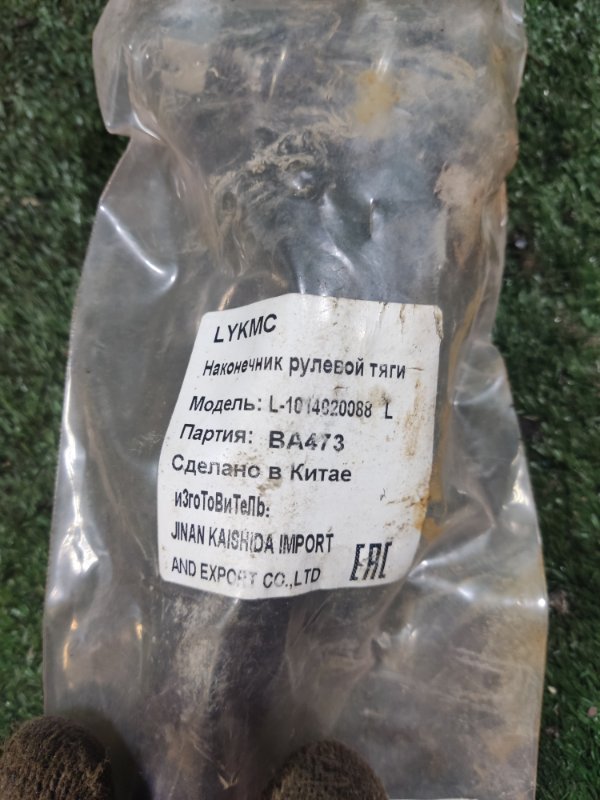 LYKMC
Наконечник рулевой тяги
Модель: L-1014020088 L
Партия: BA473
Сделано в Китае
иЗгоТоВиТеЛЬ:
JINAN KAISHIDA IMPORT
AND EXPORT CO.,LTD
EAC